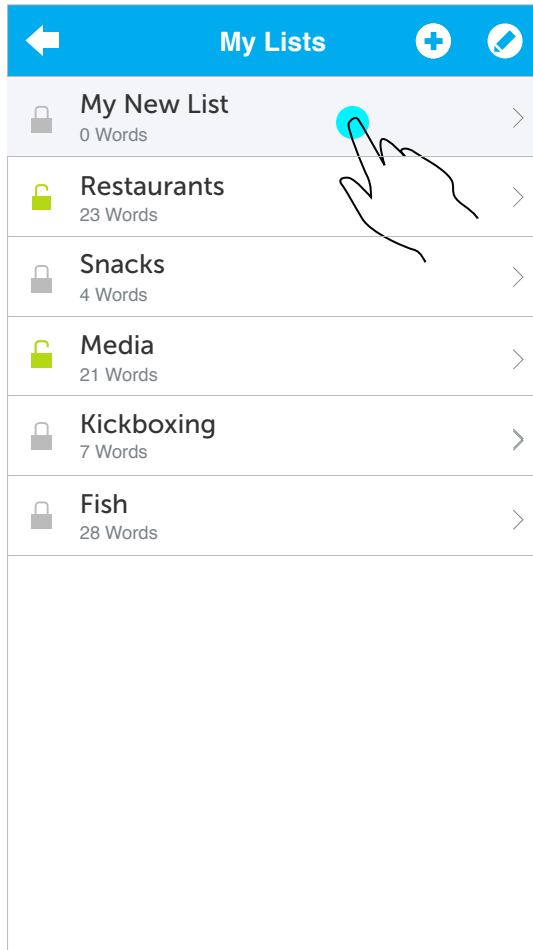 My Lists
My New List
0 Words
Restaurants
23 Words
Snacks
4 Words
Media
21 Words
Kickboxing
7 Words
Fish
28 Words